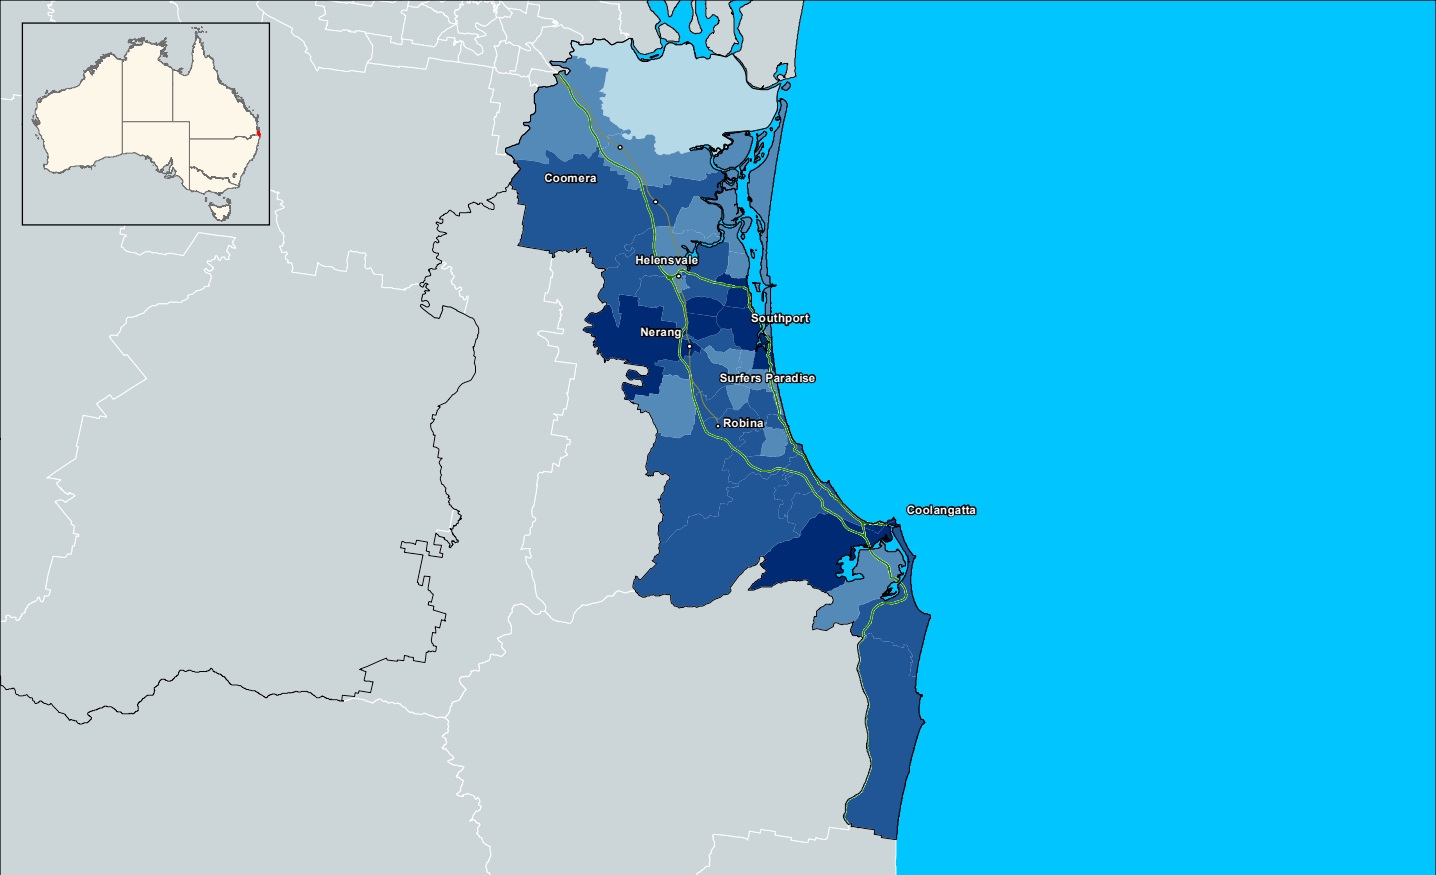 Coomera
Helensvale
Southport
Nerang
Surfers Paradise
Robina
Coolangatta